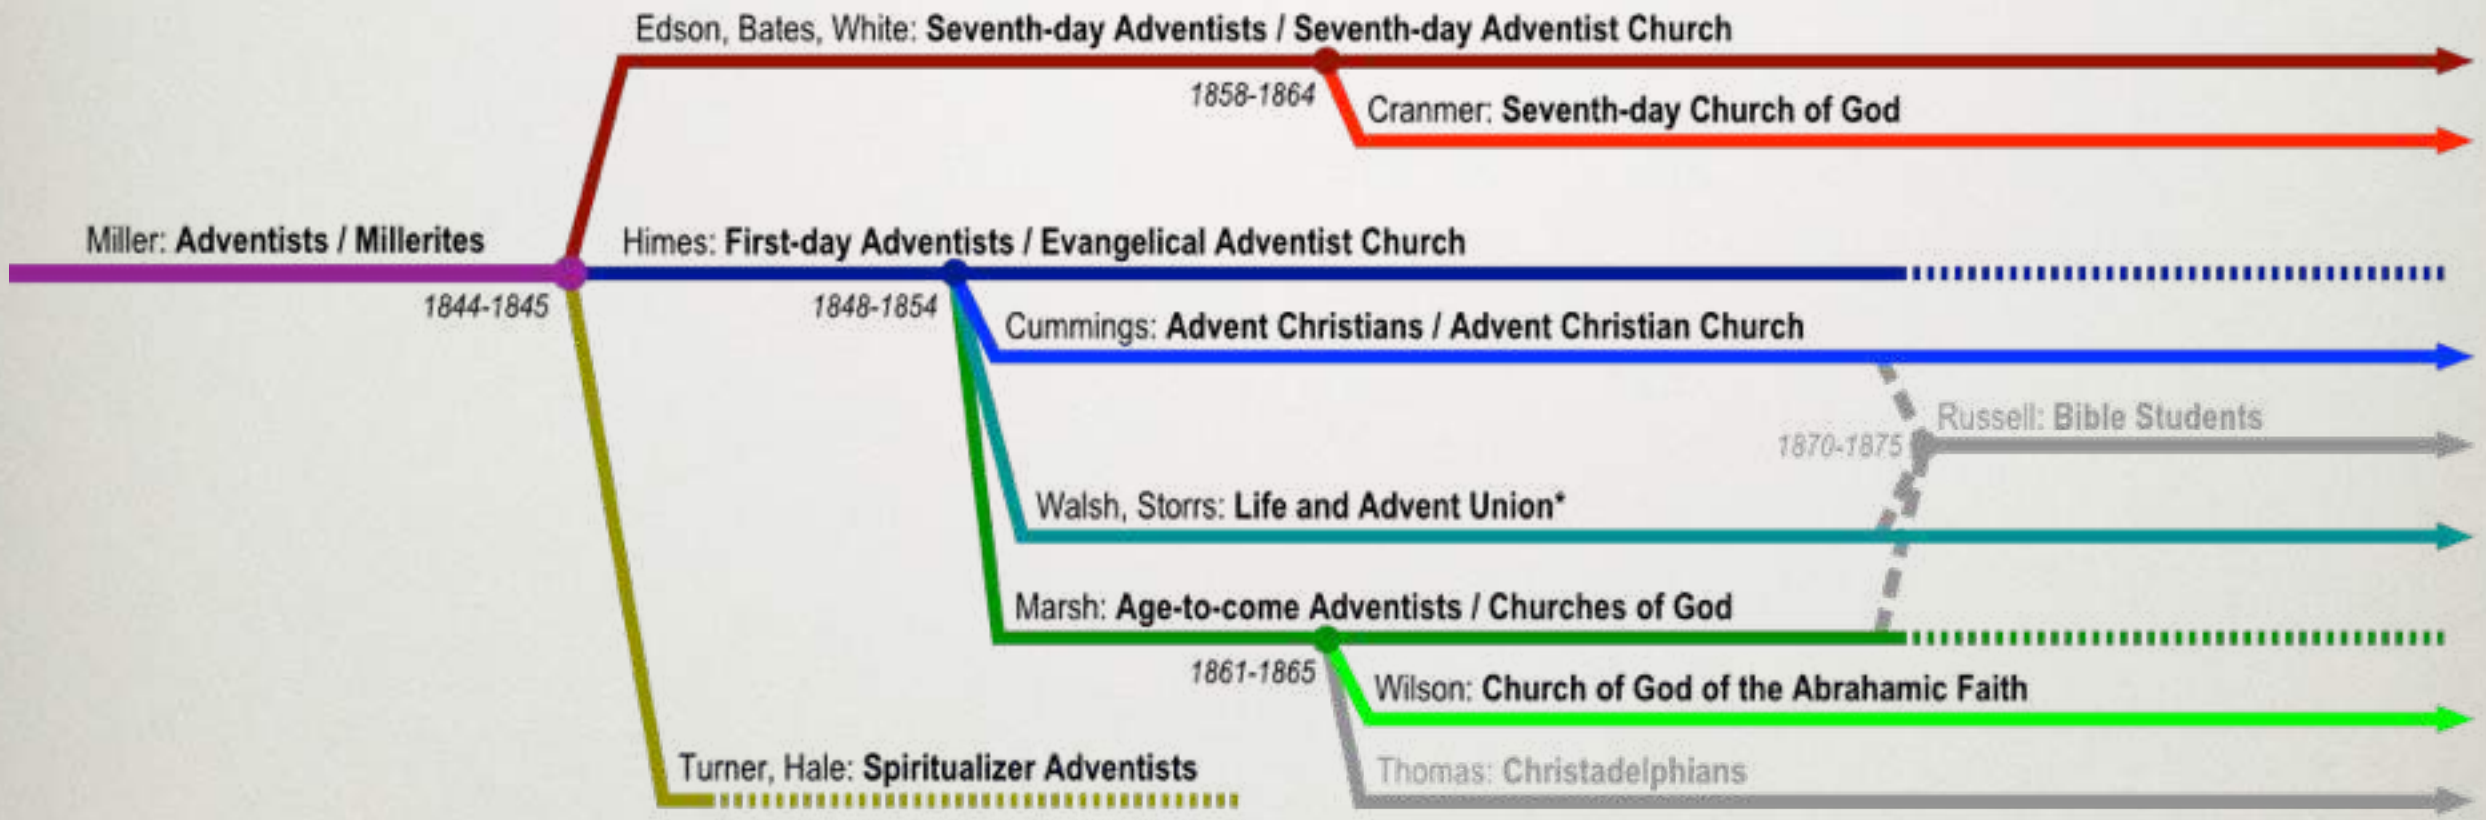 Edson, Bates, White: Seventh-day Adventists / Seventh-day Adventist Church
1858-1864
Cranmer: Seventh-day Church of God
Miller: Adventists / Millerites
Himes: First-day Adventists / Evangelical Adventist Church
1844-1845
1848-1854
Cummings: Advent Christians / Advent Christian Church
Russell: Bible Students
1870-1875
Walsh, Storrs: Life and Advent Union*
Marsh: Age-to-come Adventists / Churches of God
1861-1865
Wilson: Church of God of the Abrahamic Faith
Turner, Hale: Spiritualizer Adventists
Thomas: Christadelphians